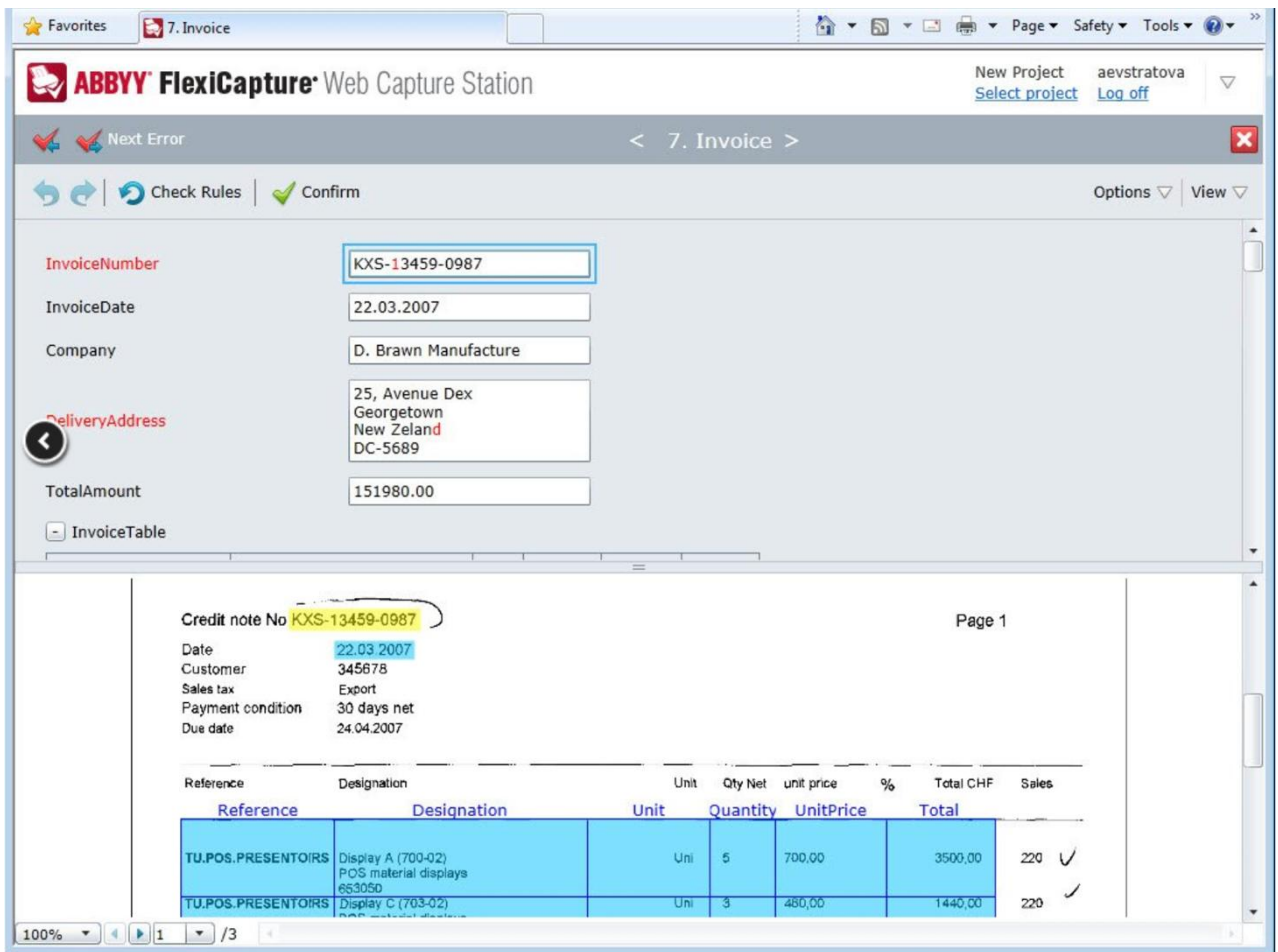 Favorites 7. Invoice Page Safety Tools
ABBYY FlexiCapture Web Capture Station
New Project aevstratova
Select project Log off
Next Error < 7. Invoice >
Check Rules Confirm Options View
InvoiceNumber KXS-13459-0987
InvoiceDate 22.03.2007
Company D. Brawn Manufacture
DeliveryAddress
25, Avenue Dex
Georgetown
New Zeland
DC-5689
TotalAmount 151980.00
- InvoiceTable
Credit note No KXS-13459-0987 Page 1
Date 22.03.2007
Customer 345678
Sales tax Export
Payment condition 30 days net
Due date 24.04.2007
Reference Designation Unit Qty Net unit price % Total CHF Sales
Reference Designation Unit Quantity UnitPrice Total
TU.POS.PRESENTOIRS Display A (700-02) Uni 5 700,00 3500,00 220
POS material displays
653050
TU.POS.PRESENTOIRS Display C (703-02) Uni 3 480,00 1440,00 220
100% 1 /3